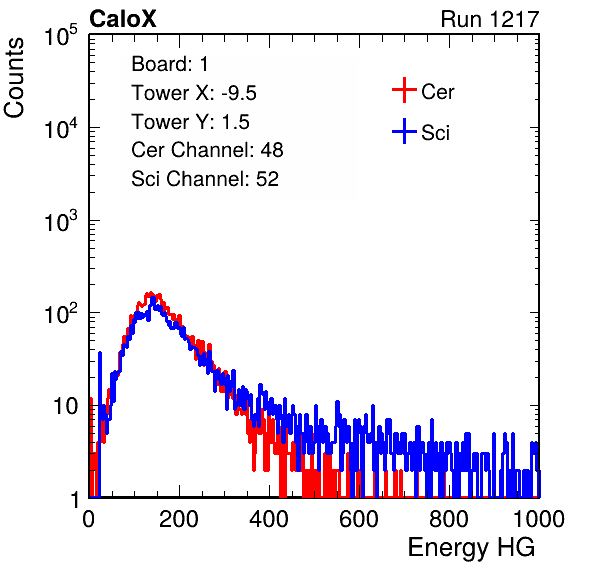 CaloX Run 1217
Counts
10^5
10^4
10^3
10^2
10
1
Board: 1
Tower X: -9.5
Tower Y: 1.5
Cer Channel: 48
Sci Channel: 52
Cer
Sci
0 200 400 600 800 1000
Energy HG